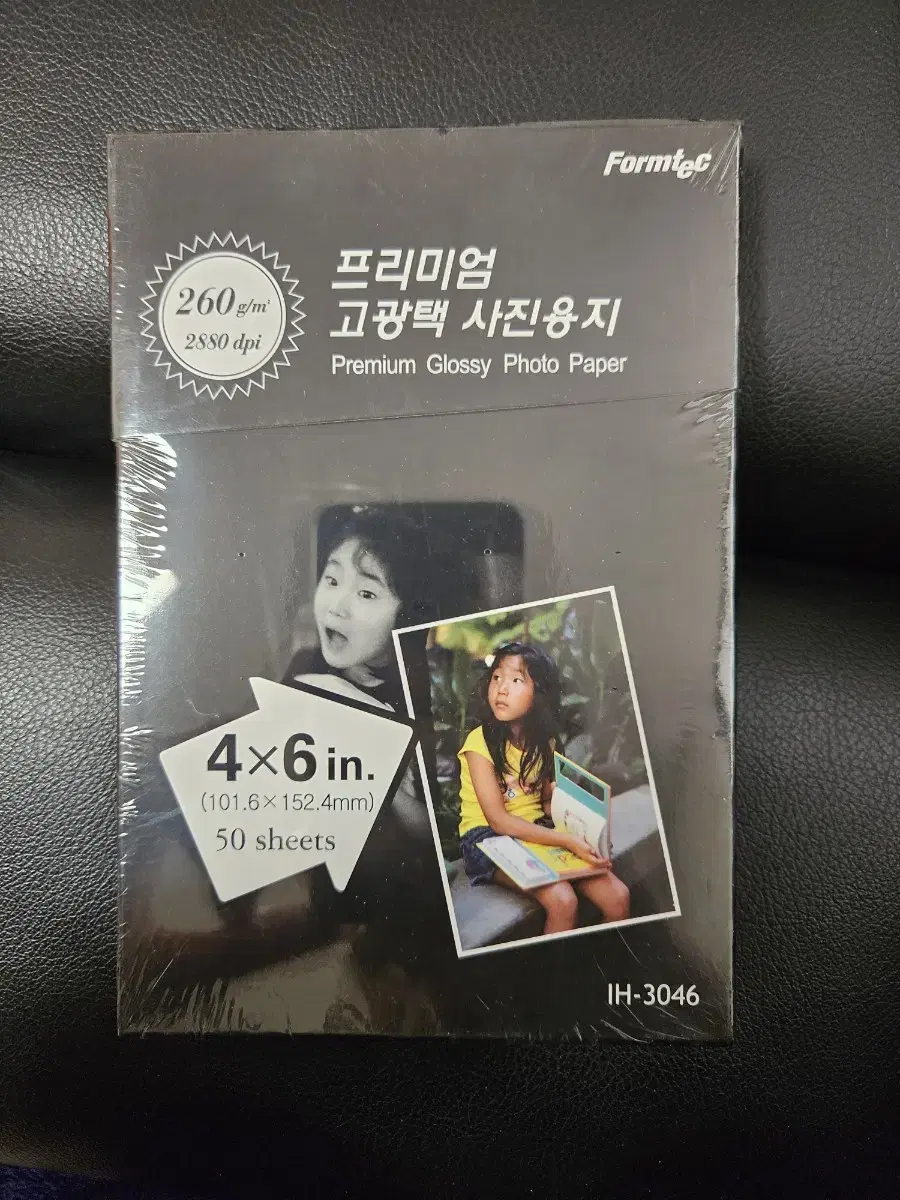 Formtec
260 g/m²
2880 dpi
프리미엄
고광택 사진용지
Premium Glossy Photo Paper
4×6 in.
(101.6×152.4mm)
50 sheets
IH-3046